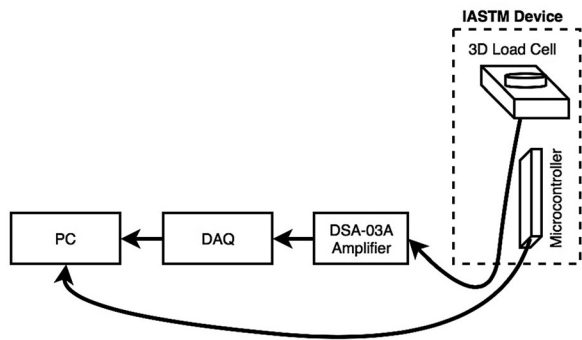 IASTM Device
3D Load Cell
Microcontroller
PC
DAQ
DSA-03A
Amplifier